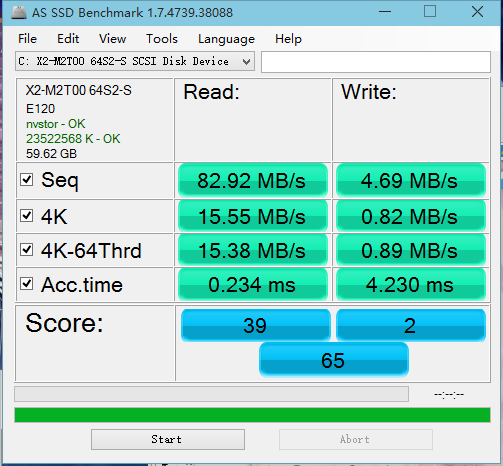 AS SSD Benchmark 1.7.4739.38088
File Edit View Tools Language Help
C: X2-M2T00 64S2-S SCSI Disk Device
X2-M2T00 64S2-S
E120
nvstor - OK
23522568 K - OK
59.62 GB
Read: Write:
Seq 82.92 MB/s 4.69 MB/s
4K 15.55 MB/s 0.82 MB/s
4K-64Thrd 15.38 MB/s 0.89 MB/s
Acc.time 0.234 ms 4.230 ms
Score: 39 2
65
--:--:--
Start Abort